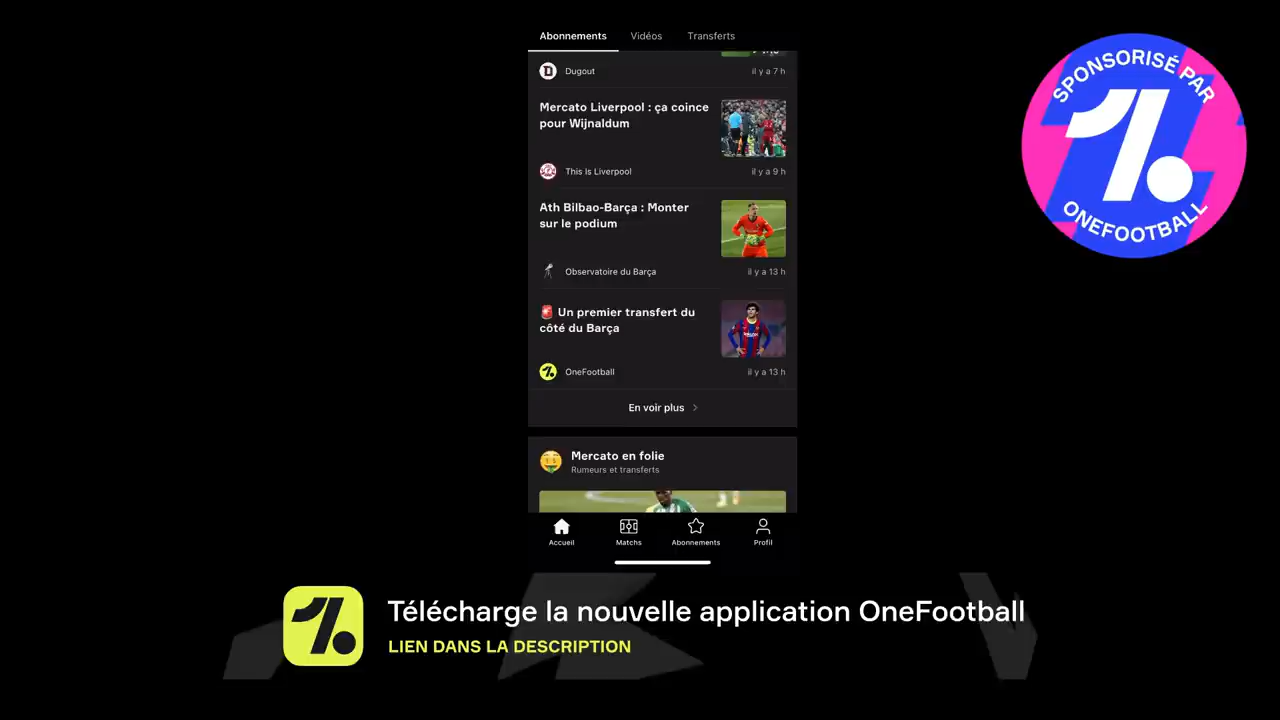 Abonnements
Vidéos
Transferts
Dugout
il y a 7 h
Mercato Liverpool : ça coince
pour Wijnaldum
This Is Liverpool
il y a 9 h
Ath Bilbao-Barça : Monter
sur le podium
Observatoire du Barça
il y a 13 h
Un premier transfert du
côté du Barça
OneFootball
il y a 13 h
En voir plus
Mercato en folie
Rumeurs et transferts
Accueil
Matchs
Abonnements
Profil
SPONSORISÉ PAR
ONEFOOTBALL
Télécharge la nouvelle application OneFootball
LIEN DANS LA DESCRIPTION